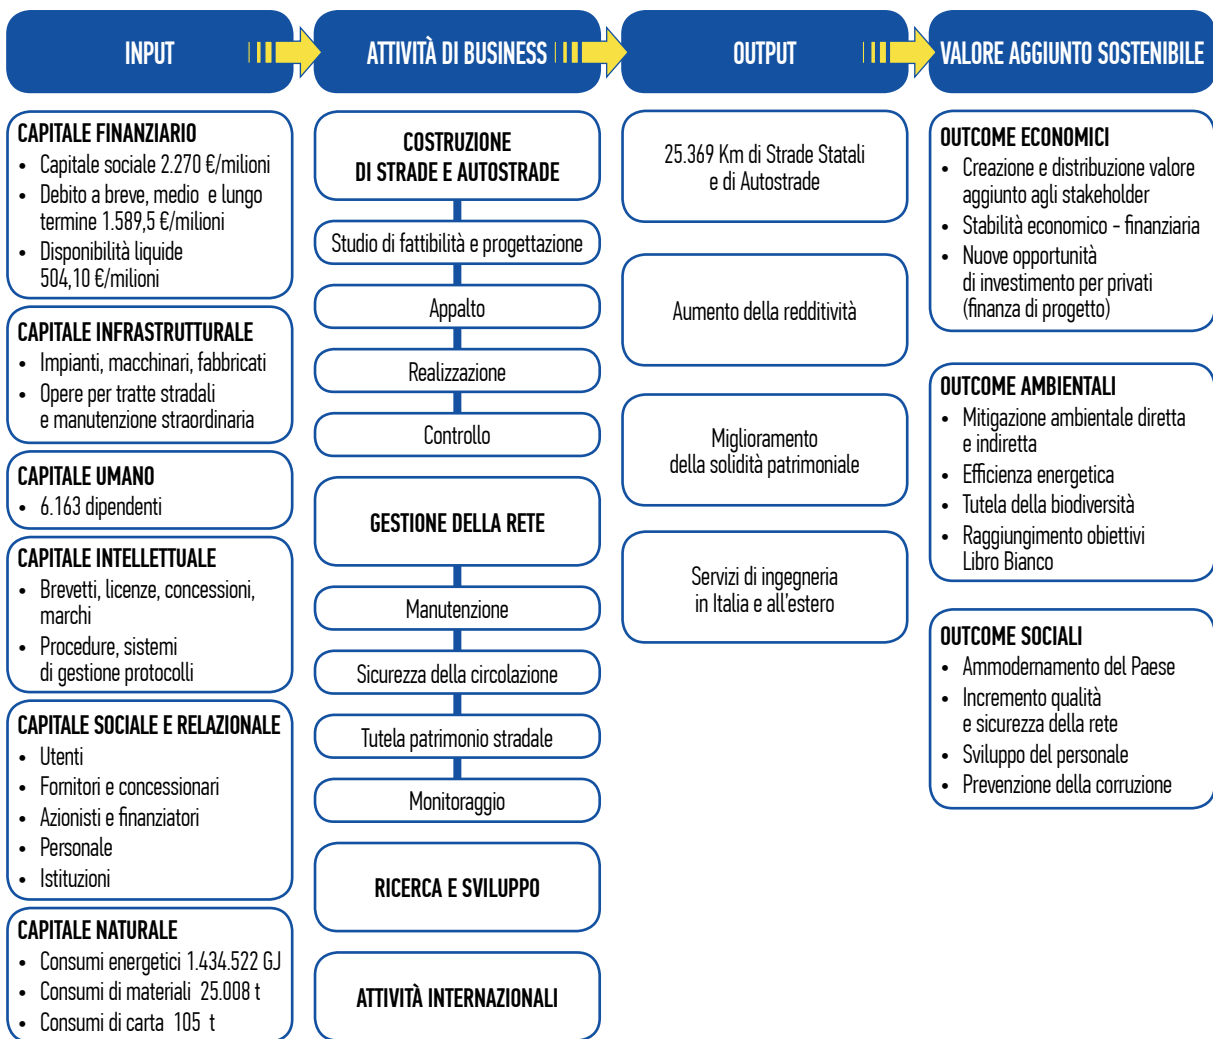 INPUT
ATTIVITÀ DI BUSINESS
OUTPUT
VALORE AGGIUNTO SOSTENIBILE
CAPITALE FINANZIARIO
• Capitale sociale 2.270 €/milioni
• Debito a breve, medio e lungo
termine 1.589,5 €/milioni
• Disponibilità liquide
504,10 €/milioni
CAPITALE INFRASTRUTTURALE
• Impianti, macchinari, fabbricati
• Opere per tratte stradali
e manutenzione straordinaria
CAPITALE UMANO
• 6.163 dipendenti
CAPITALE INTELLETTUALE
• Brevetti, licenze, concessioni,
marchi
• Procedure, sistemi
di gestione protocolli
CAPITALE SOCIALE E RELAZIONALE
• Utenti
• Fornitori e concessionari
• Azionisti e finanziatori
• Personale
• Istituzioni
CAPITALE NATURALE
• Consumi energetici 1.434.522 GJ
• Consumi di materiali 25.008 t
• Consumi di carta 105 t
COSTRUZIONE
DI STRADE E AUTOSTRADE
Studio di fattibilità e progettazione
Appalto
Realizzazione
Controllo
GESTIONE DELLA RETE
Manutenzione
Sicurezza della circolazione
Tutela patrimonio stradale
Monitoraggio
RICERCA E SVILUPPO
ATTIVITÀ INTERNAZIONALI
25.369 Km di Strade Statali
e di Autostrade
Aumento della redditività
Miglioramento
della solidità patrimoniale
Servizi di ingegneria
in Italia e all'estero
OUTCOME ECONOMICI
• Creazione e distribuzione valore
aggiunto agli stakeholder
• Stabilità economico - finanziaria
• Nuove opportunità
di investimento per privati
(finanza di progetto)
OUTCOME AMBIENTALI
• Mitigazione ambientale diretta
e indiretta
• Efficienza energetica
• Tutela della biodiversità
• Raggiungimento obiettivi
Libro Bianco
OUTCOME SOCIALI
• Ammodernamento del Paese
• Incremento qualità
e sicurezza della rete
• Sviluppo del personale
• Prevenzione della corruzione